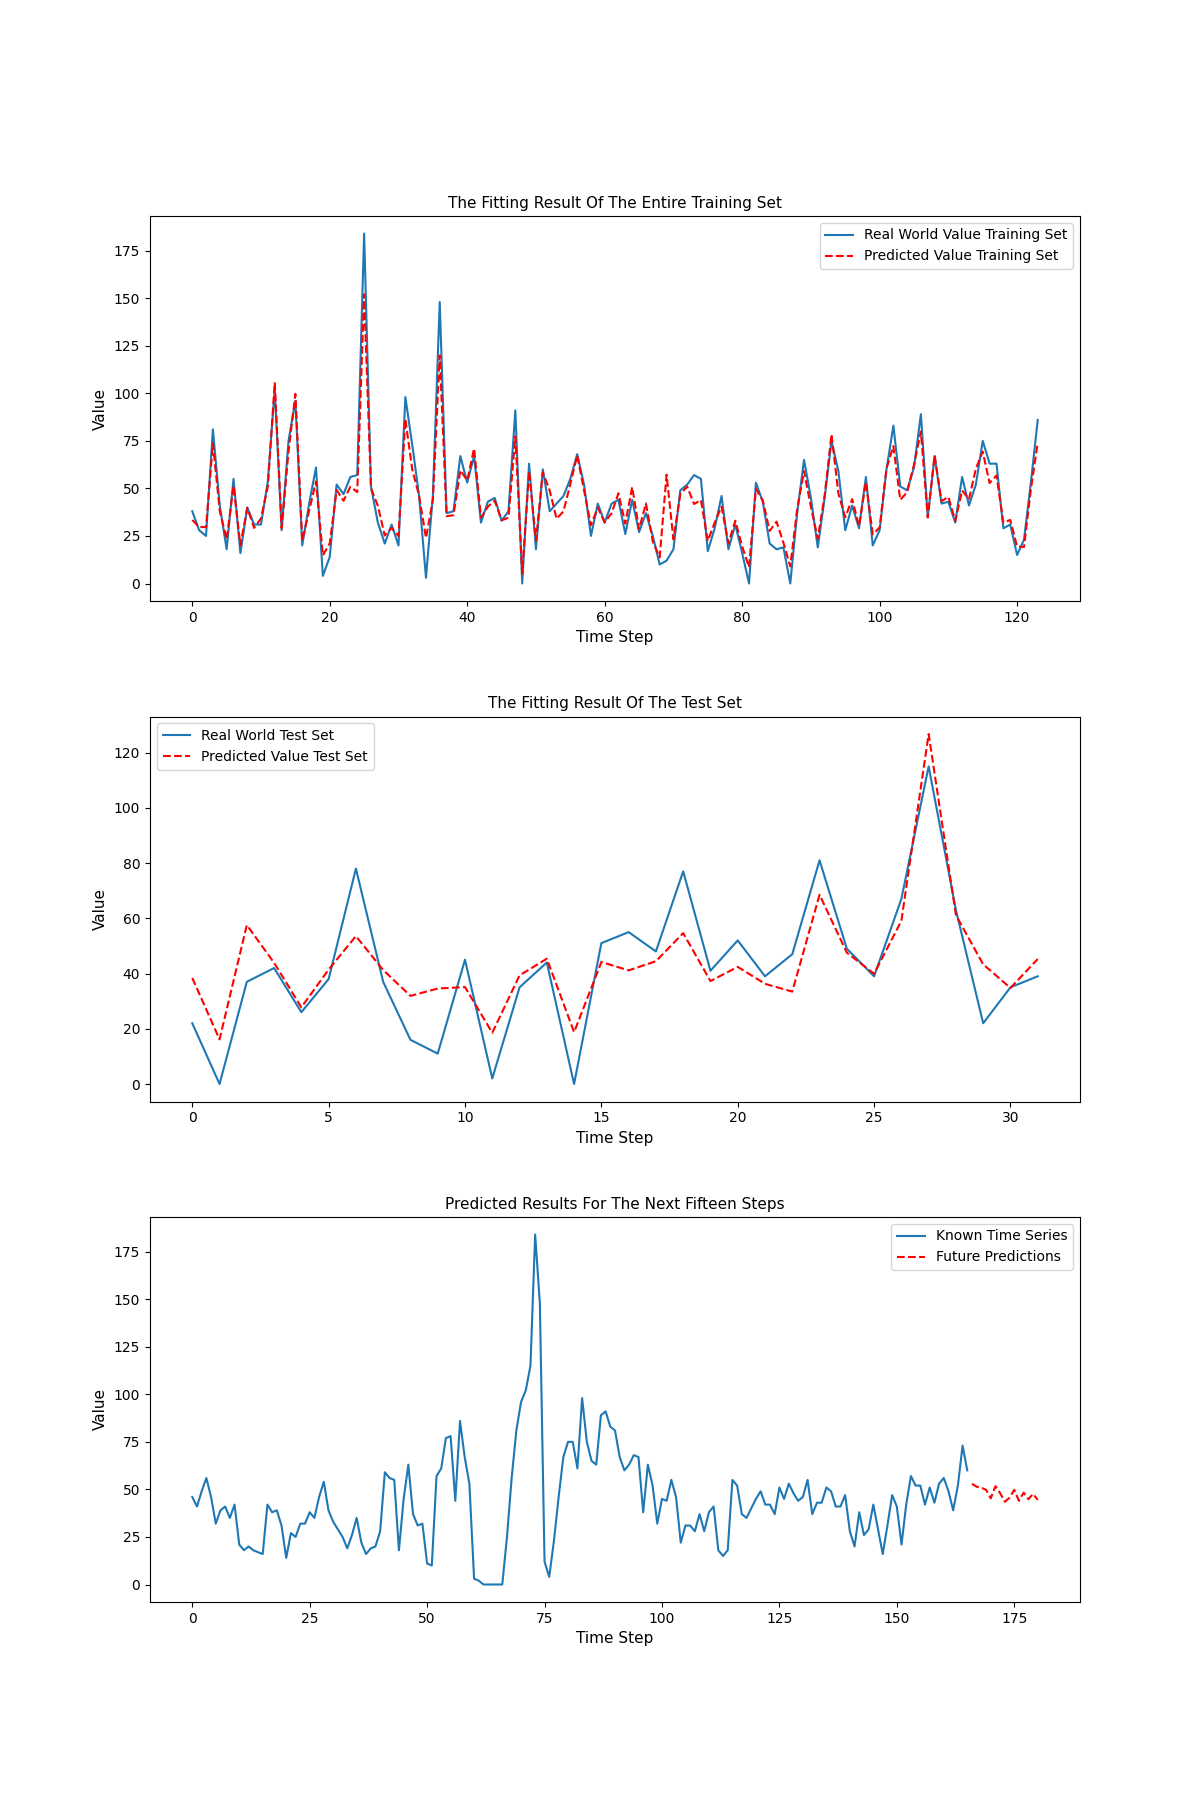 The Fitting Result Of The Entire Training Set
Real World Value Training Set
Predicted Value Training Set
Value
175
150
125
100
75
50
25
0
0 20 40 60 80 100 120
Time Step
The Fitting Result Of The Test Set
Real World Test Set
Predicted Value Test Set
Value
120
100
80
60
40
20
0
0 5 10 15 20 25 30
Time Step
Predicted Results For The Next Fifteen Steps
Known Time Series
Future Predictions
Value
175
150
125
100
75
50
25
0
0 25 50 75 100 125 150 175
Time Step